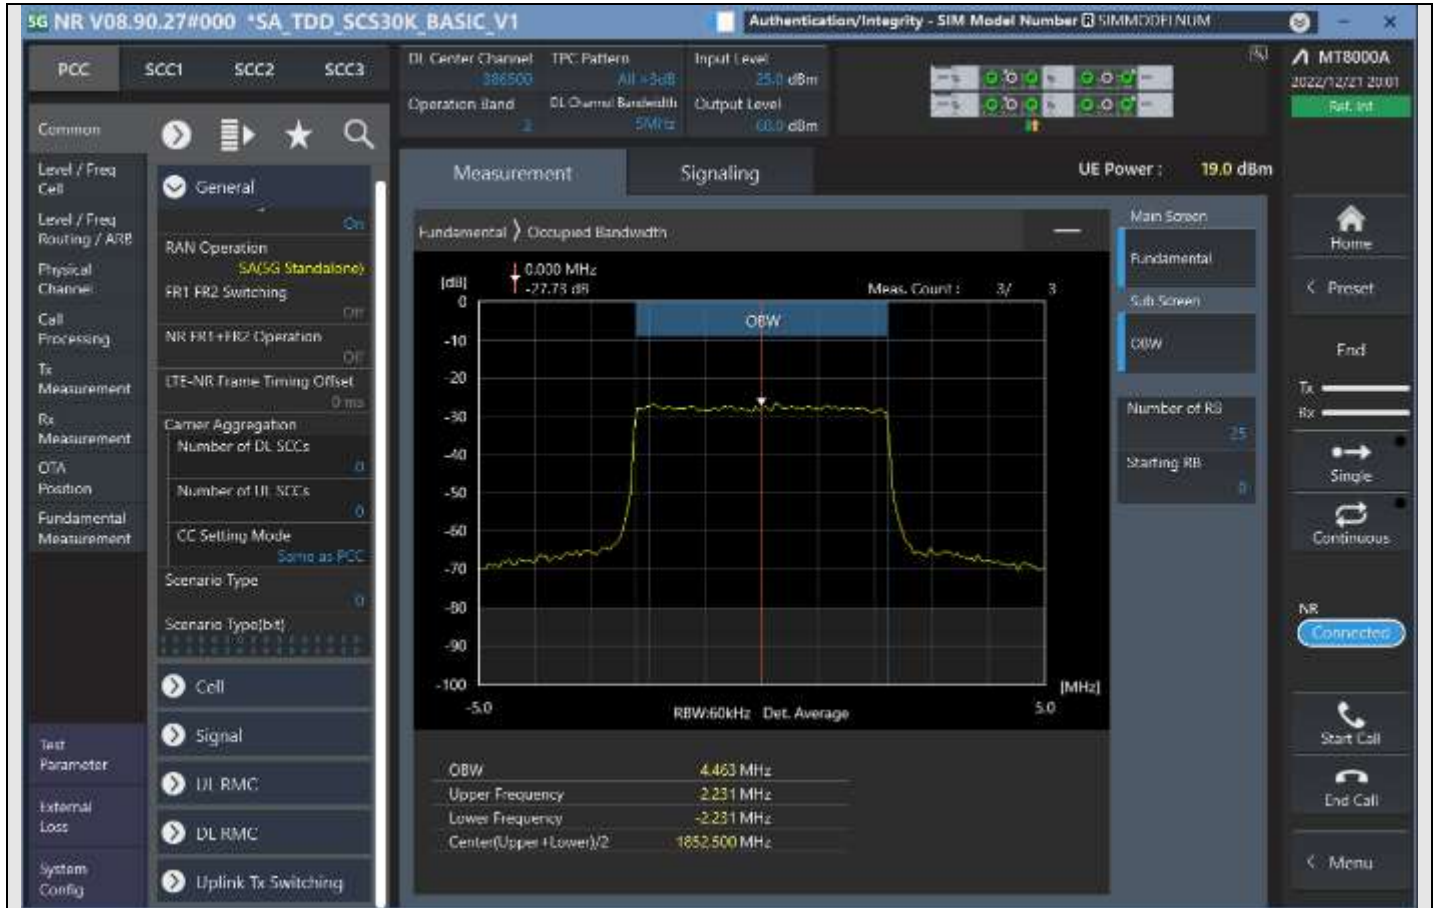 5G NR V08.90.27#000 *SA_TDD_SCS30K_BASIC_V1
Authentication/Integrity - SIM Model Number R SIMMODELNUM
PCC SCC1 SCC2 SCC3
DL Center Channel 386500
TPC Pattern All +3dB
Input Level 25.0 dBm
Operation Band 2
DL Channel Bandwidth 5MHz
Output Level -60.0 dBm
MT8000A
2022/12/21 20:01
Ref. Int
Common
Level / Freq
Cell
Level / Freq
Routing / ARB
Physical
Channel
Call
Processing
Tx
Measurement
Rx
Measurement
OTA
Position
Fundamental
Measurement
Test
Parameter
External
Loss
System
Config
General
On
RAN Operation
SA(5G Standalone)
FR1 FR2 Switching
Off
NR FR1+FR2 Operation
Off
LTE-NR Frame Timing Offset
0 ms
Carrier Aggregation
Number of DL SCCs
0
Number of UL SCCs
0
CC Setting Mode
Same as PCC
Scenario Type
0
Scenario Type(bit)
Cell
Signal
UL RMC
DL RMC
Uplink Tx Switching
Measurement Signaling
UE Power : 19.0 dBm
Fundamental Occupied Bandwidth
0.000 MHz
-27.73 dB
Meas. Count : 3/ 3
[dB]
OBW
0
-10
-20
-30
-40
-50
-60
-70
-80
-90
-100
-5.0 5.0 [MHz]
RBW:60kHz Det. Average
OBW 4.463 MHz
Upper Frequency 2.231 MHz
Lower Frequency -2.231 MHz
Center(Upper+Lower)/2 1852.500 MHz
Main Screen
Fundamental
Sub Screen
OBW
Number of RB
25
Starting RB
0
Home
Preset
End
Tx
Rx
Single
Continuous
NR
Connected
Start Call
End Call
Menu